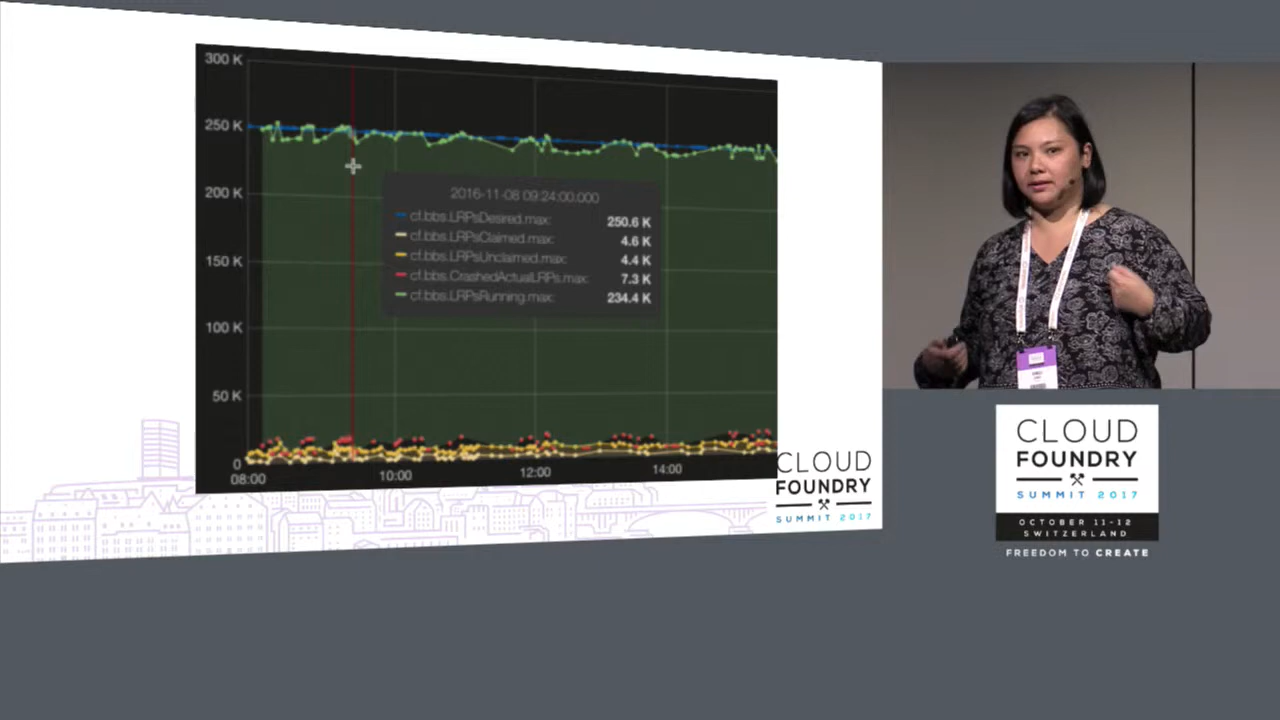 300 K
250 K
200 K
150 K
100 K
50 K
0
08:00
10:00
12:00
14:00
2016-11-08 09:24:00.000
cf.bbs.LRPsDesired.max: 250.6 K
cf.bbs.LRPsClaimed.max: 4.6 K
cf.bbs.LRPsUnclaimed.max: 4.4 K
cf.bbs.CrashedActualLRPs.max: 7.3 K
cf.bbs.LRPsRunning.max: 234.4 K
CLOUD
FOUNDRY
SUMMIT 2017
CLOUD
FOUNDRY
SUMMIT 2017
OCTOBER 11-12
SWITZERLAND
FREEDOM TO CREATE